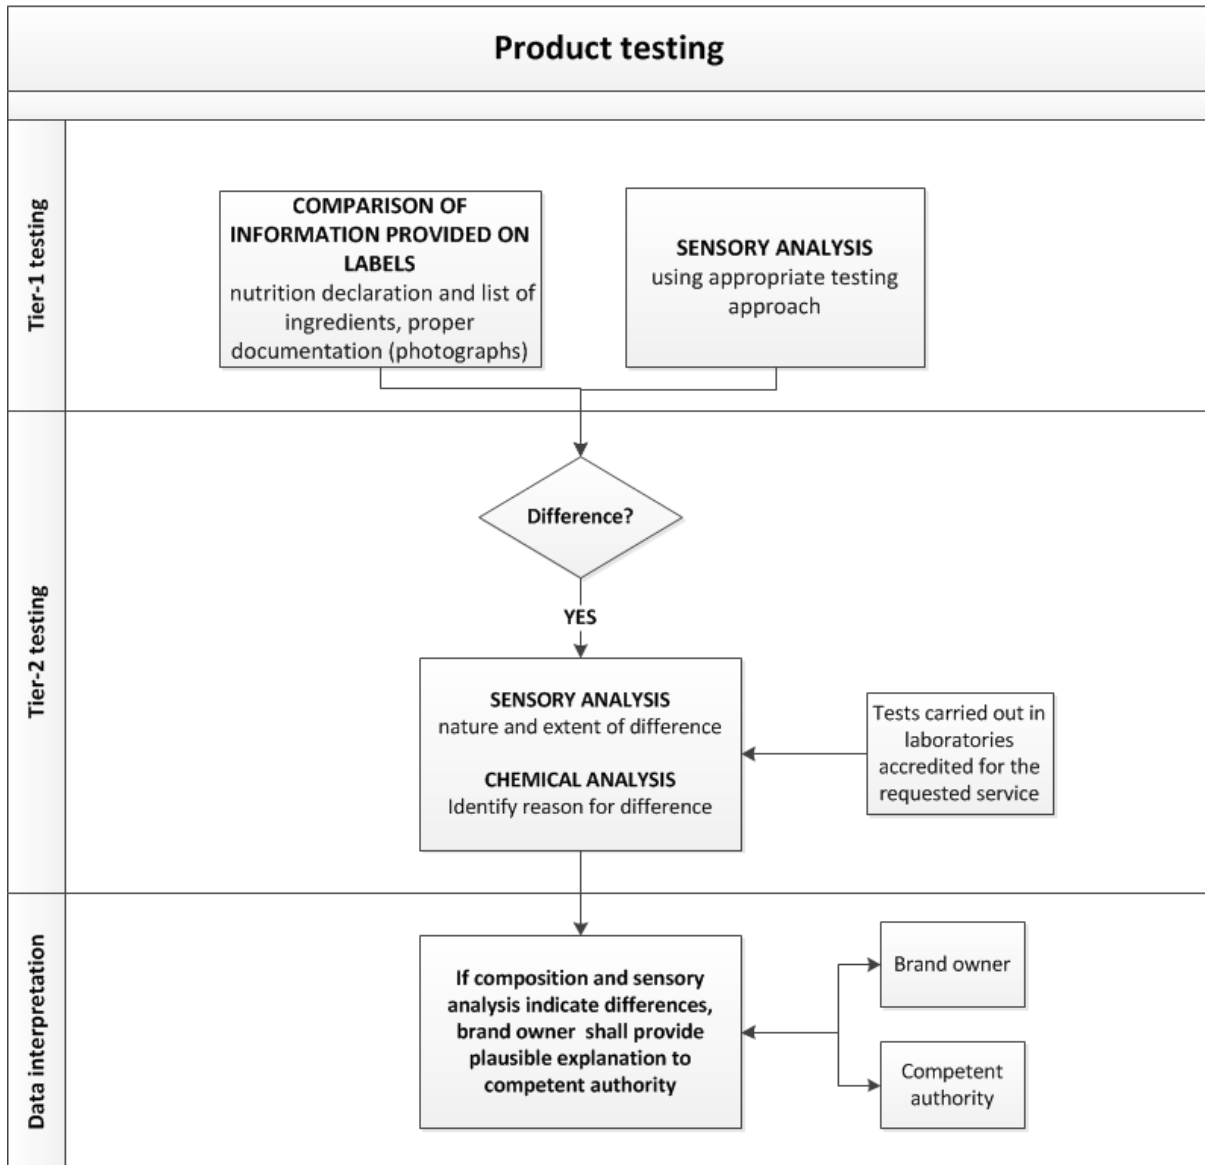 Product testing
Tier-1 testing
COMPARISON OF
INFORMATION PROVIDED ON
LABELS
nutrition declaration and list of
ingredients, proper
documentation (photographs)
SENSORY ANALYSIS
using appropriate testing
approach
Tier-2 testing
Difference?
YES
SENSORY ANALYSIS
nature and extent of difference
CHEMICAL ANALYSIS
Identify reason for difference
Tests carried out in
laboratories
accredited for the
requested service
Data interpretation
If composition and sensory
analysis indicate differences,
brand owner shall provide
plausible explanation to
competent authority
Brand owner
Competent
authority